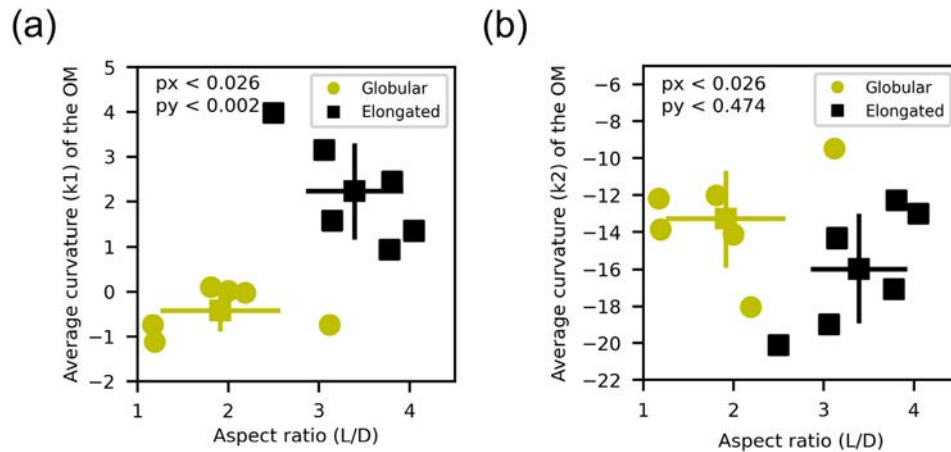 (a)
px < 0.026
py < 0.002
Globular
Elongated
5
4
3
2
1
0
−1
−2
Average curvature (k1) of the OM
1 2 3 4
Aspect ratio (L/D)
(b)
px < 0.026
py < 0.474
Globular
Elongated
−6
−8
−10
−12
−14
−16
−18
−20
−22
Average curvature (k2) of the OM
1 2 3 4
Aspect ratio (L/D)